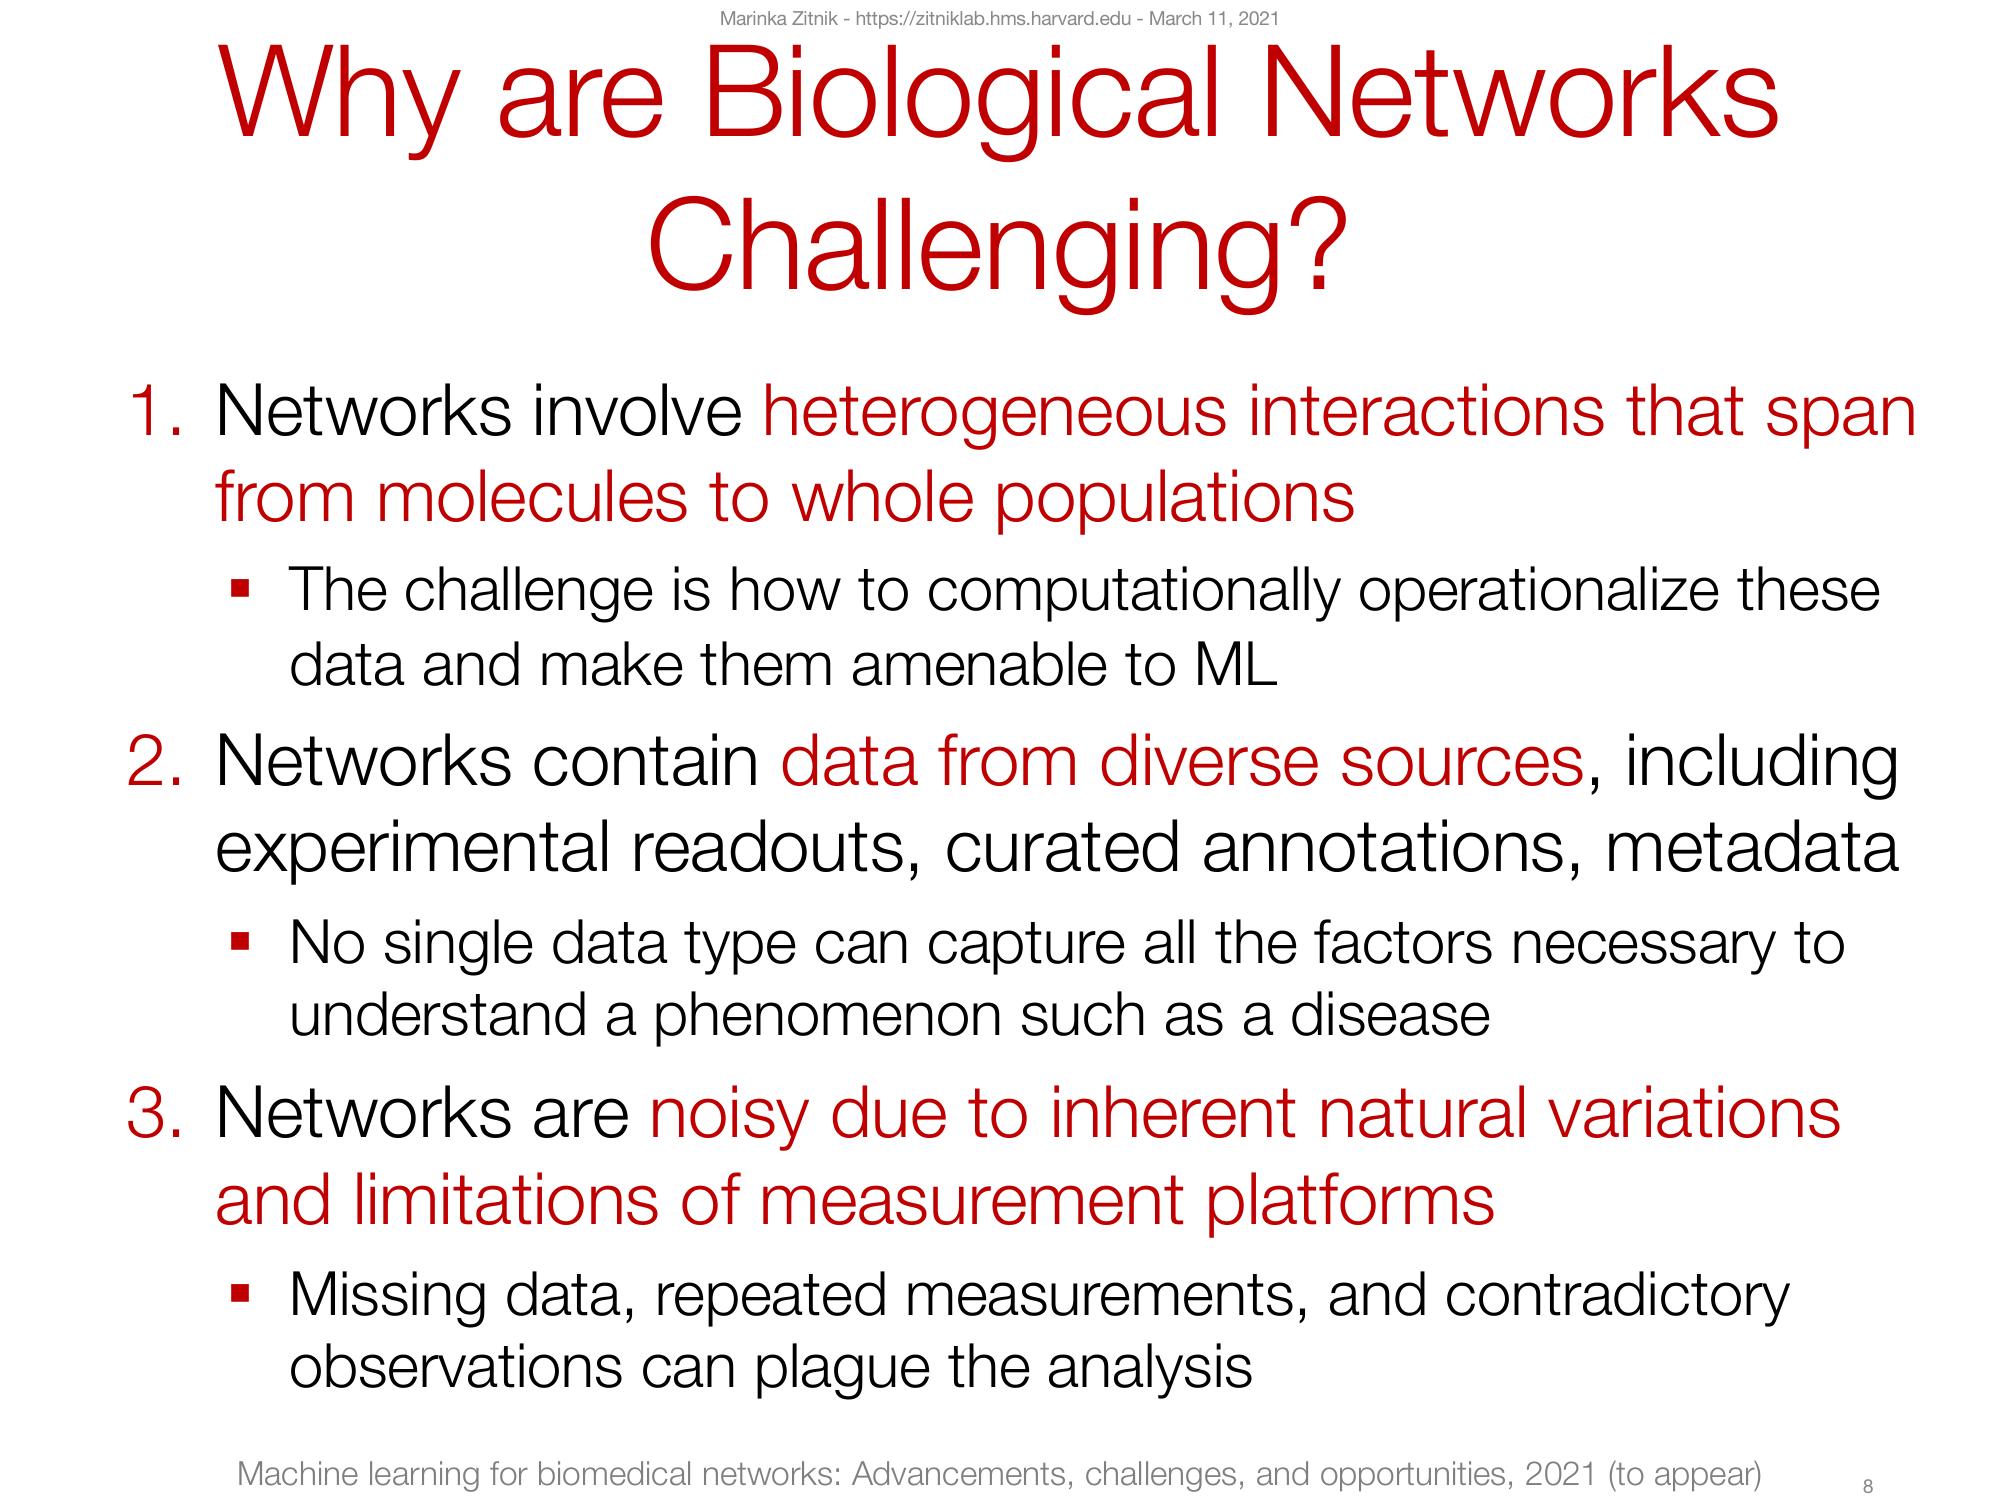 Marinka Zitnik - https://zitniklab.hms.harvard.edu - March 11, 2021
Why are Biological Networks
Challenging?
1. Networks involve heterogeneous interactions that span
from molecules to whole populations
▪ The challenge is how to computationally operationalize these
data and make them amenable to ML
2. Networks contain data from diverse sources, including
experimental readouts, curated annotations, metadata
▪ No single data type can capture all the factors necessary to
understand a phenomenon such as a disease
3. Networks are noisy due to inherent natural variations
and limitations of measurement platforms
▪ Missing data, repeated measurements, and contradictory
observations can plague the analysis
Machine learning for biomedical networks: Advancements, challenges, and opportunities, 2021 (to appear)
8